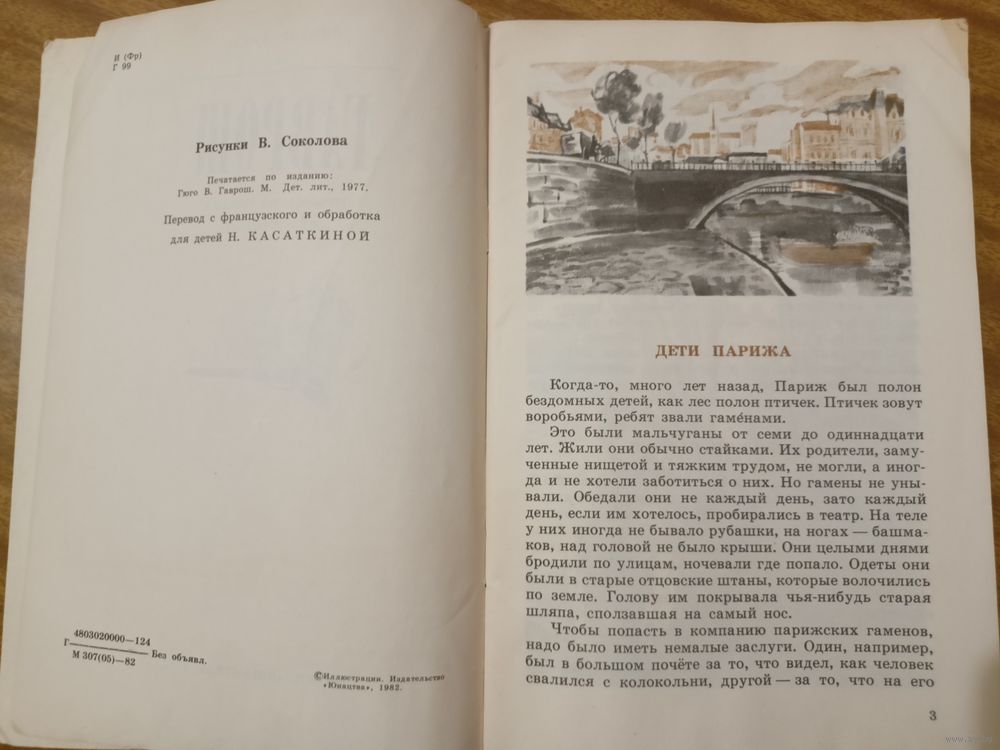 И (Фр)
Г 99
Рисунки В. Соколова
Печатается по изданию:
Гюго В. Гаврош. М. Дет. лит., 1977.
Перевод с французского и обработка
для детей Н. КАСАТКИНОЙ
4803020000—124
Г
Без объявл.
М 307(05)—82
©Иллюстрации. Издательство
«Юнацтва», 1982.
ДЕТИ ПАРИЖА
Когда-то, много лет назад, Париж был полон
бездомных детей, как лес полон птичек. Птичек зовут
воробьями, ребят звали гаме́нами.
Это были мальчуганы от семи до одиннадцати
лет. Жили они обычно стайками. Их родители, заму-
ченные нищетой и тяжким трудом, не могли, а иног-
да и не хотели заботиться о них. Но гамены не уны-
вали. Обедали они не каждый день, зато каждый
день, если им хотелось, пробирались в театр. На теле
у них иногда не бывало рубашки, на ногах — башма-
ков, над головой не было крыши. Они целыми днями
бродили по улицам, ночевали где попало. Одеты они
были в старые отцовские штаны, которые волочились
по земле. Голову им покрывала чья-нибудь старая
шляпа, сползавшая на самый нос.
Чтобы попасть в компанию парижских гаменов,
надо было иметь немалые заслуги. Один, например,
был в большом почёте за то, что видел, как человек
свалился с колокольни, другой — за то, что на его
3